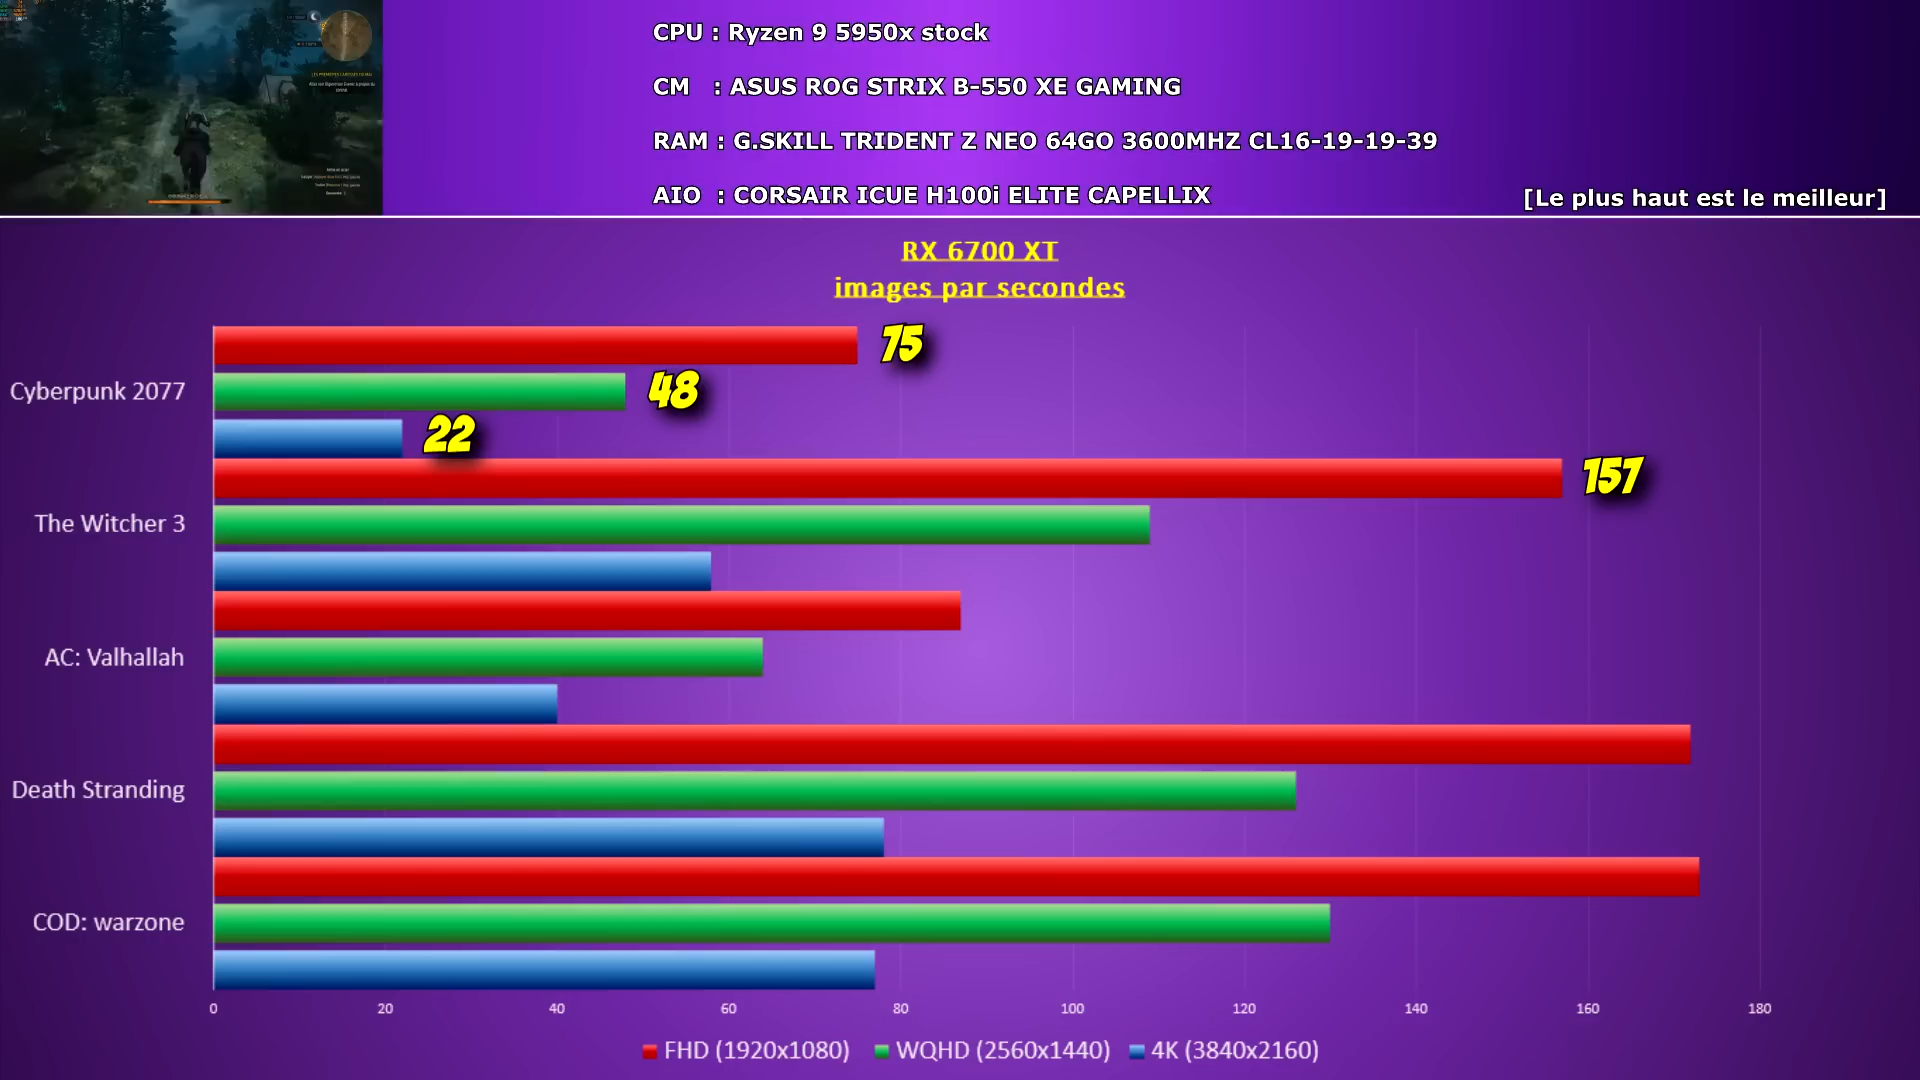 CPU : Ryzen 9 5950x stock
CM : ASUS ROG STRIX B-550 XE GAMING
RAM : G.SKILL TRIDENT Z NEO 64GO 3600MHZ CL16-19-19-39
AIO : CORSAIR ICUE H100i ELITE CAPELLIX
[Le plus haut est le meilleur]
RX 6700 XT
images par secondes
75
Cyberpunk 2077
48
22
157
The Witcher 3
AC: Valhallah
Death Stranding
COD: warzone
0 20 40 60 80 100 120 140 160 180
FHD (1920x1080) WQHD (2560x1440) 4K (3840x2160)